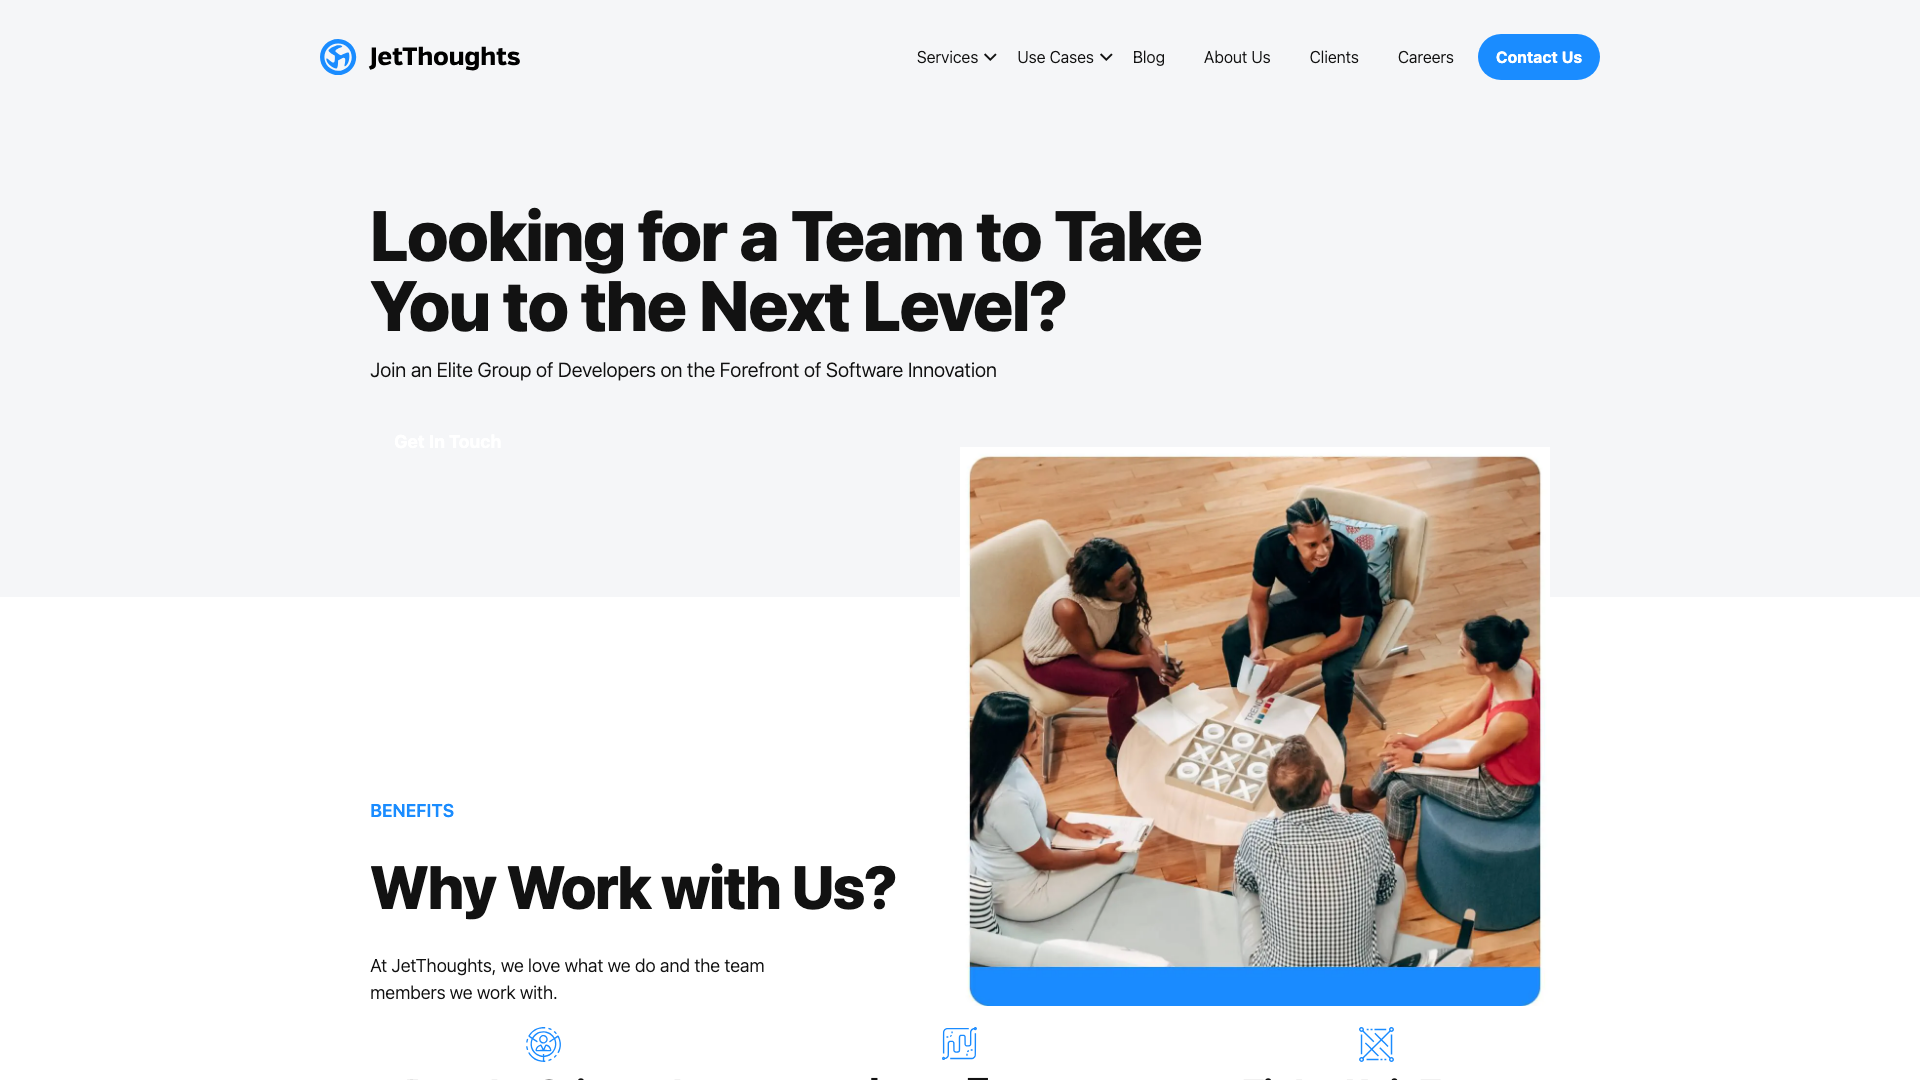 JetThoughts
Services
Use Cases
Blog
About Us
Clients
Careers
Contact Us
Looking for a Team to Take
You to the Next Level?
Join an Elite Group of Developers on the Forefront of Software Innovation
Get In Touch
TREND
BENEFITS
Why Work with Us?
At JetThoughts, we love what we do and the team
members we work with.